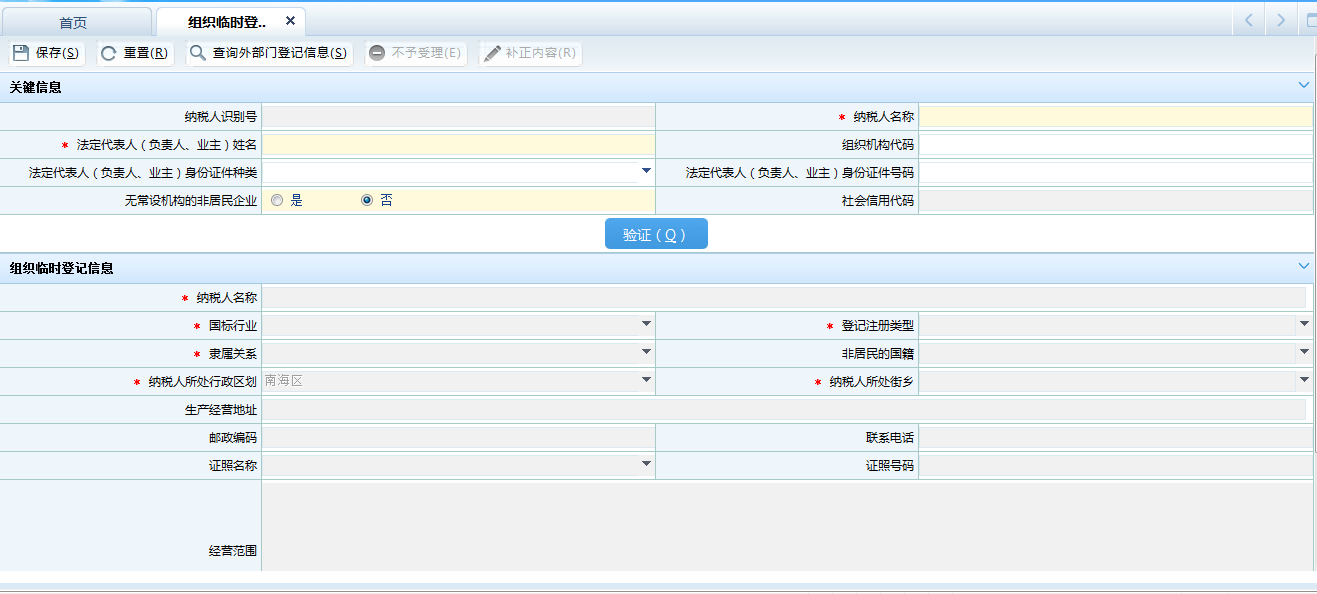 首页
组织临时登..
保存(S) 重置(R) 查询外部门登记信息(S) 不予受理(E) 补正内容(R)
关键信息
纳税人识别号 * 纳税人名称
* 法定代表人（负责人、业主）姓名 组织机构代码
法定代表人（负责人、业主）身份证件种类 法定代表人（负责人、业主）身份证件号码
无常设机构的非居民企业 是 否 社会信用代码
验证（Q）
组织临时登记信息
* 纳税人名称
* 国标行业 * 登记注册类型
* 隶属关系 非居民的国籍
* 纳税人所处行政区划 南海区 * 纳税人所处街乡
生产经营地址
邮政编码 联系电话
证照名称 证照号码
经营范围